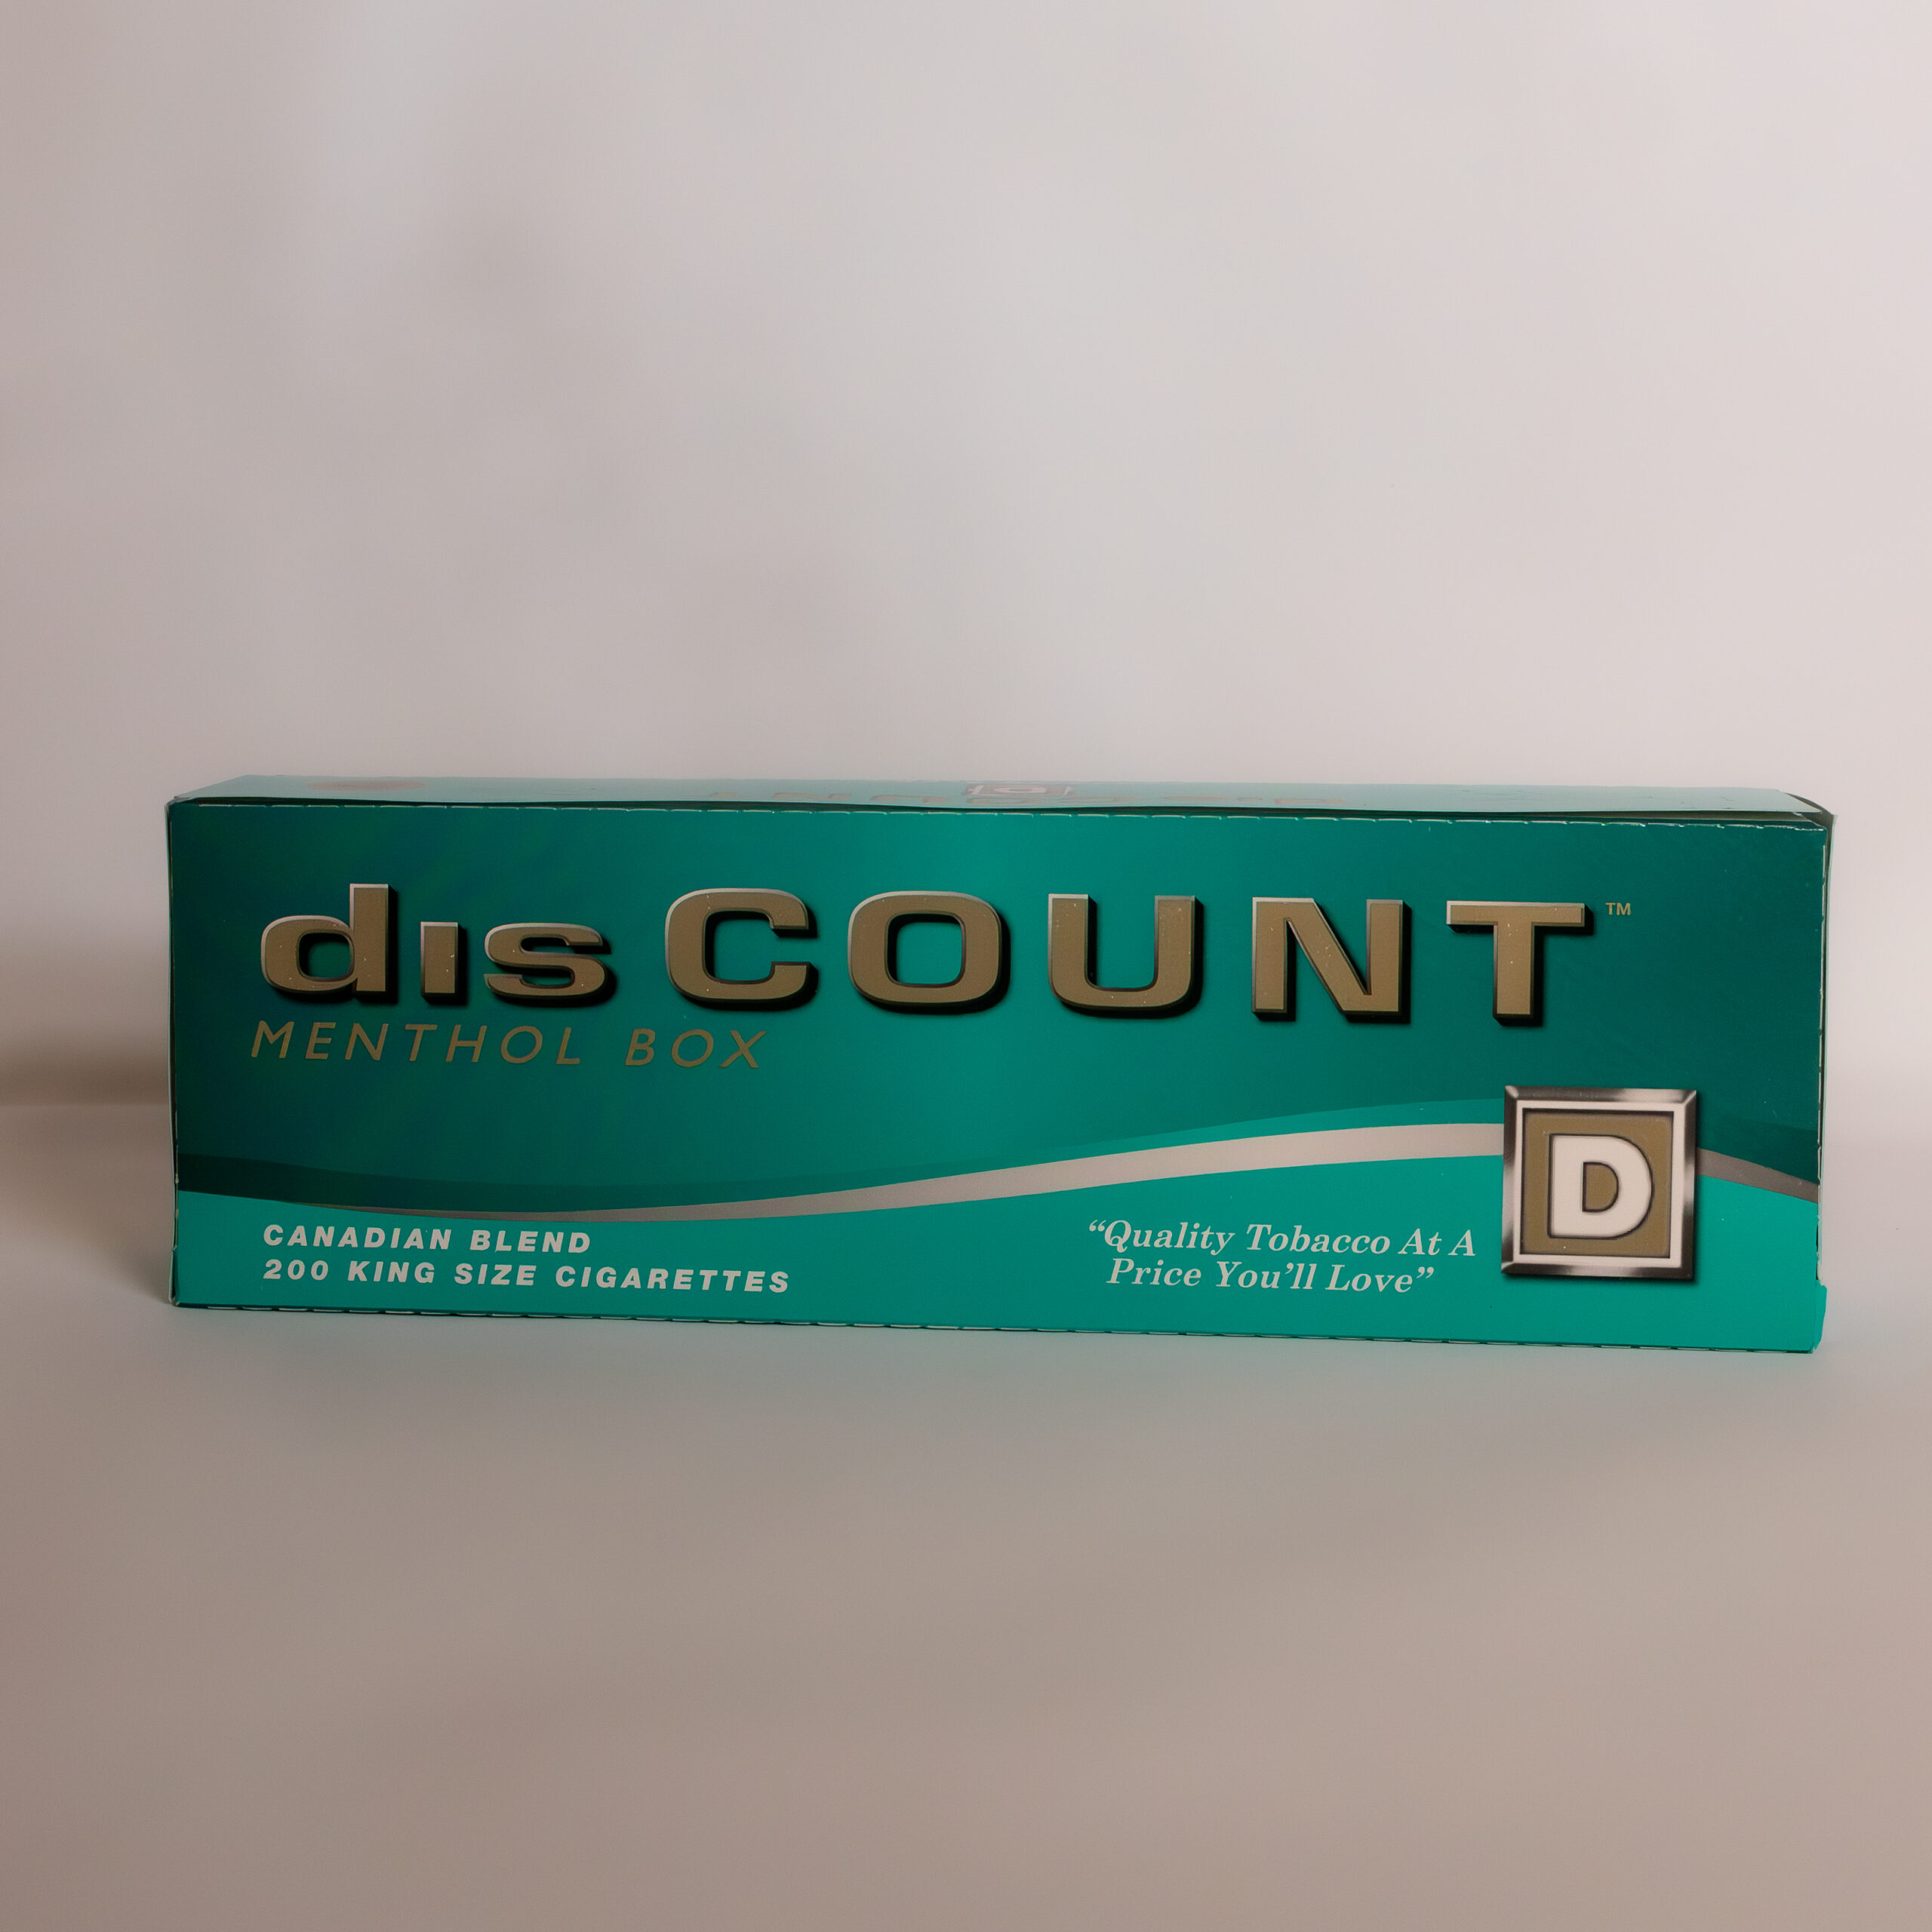 disCOUNT™
MENTHOL BOX
D
CANADIAN BLEND
200 KING SIZE CIGARETTES
“Quality Tobacco At A
Price You’ll Love”